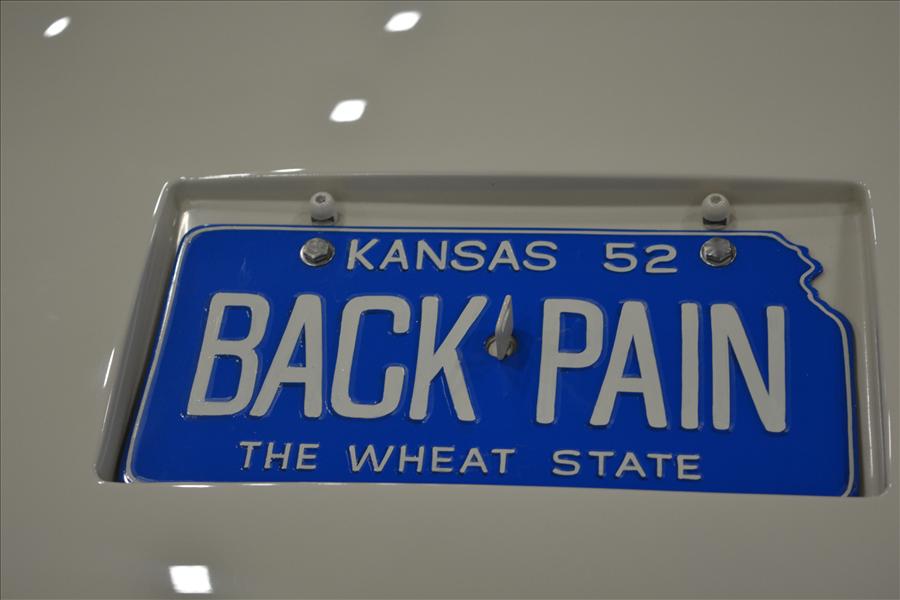 KANSAS 52
BACK PAIN
THE WHEAT STATE